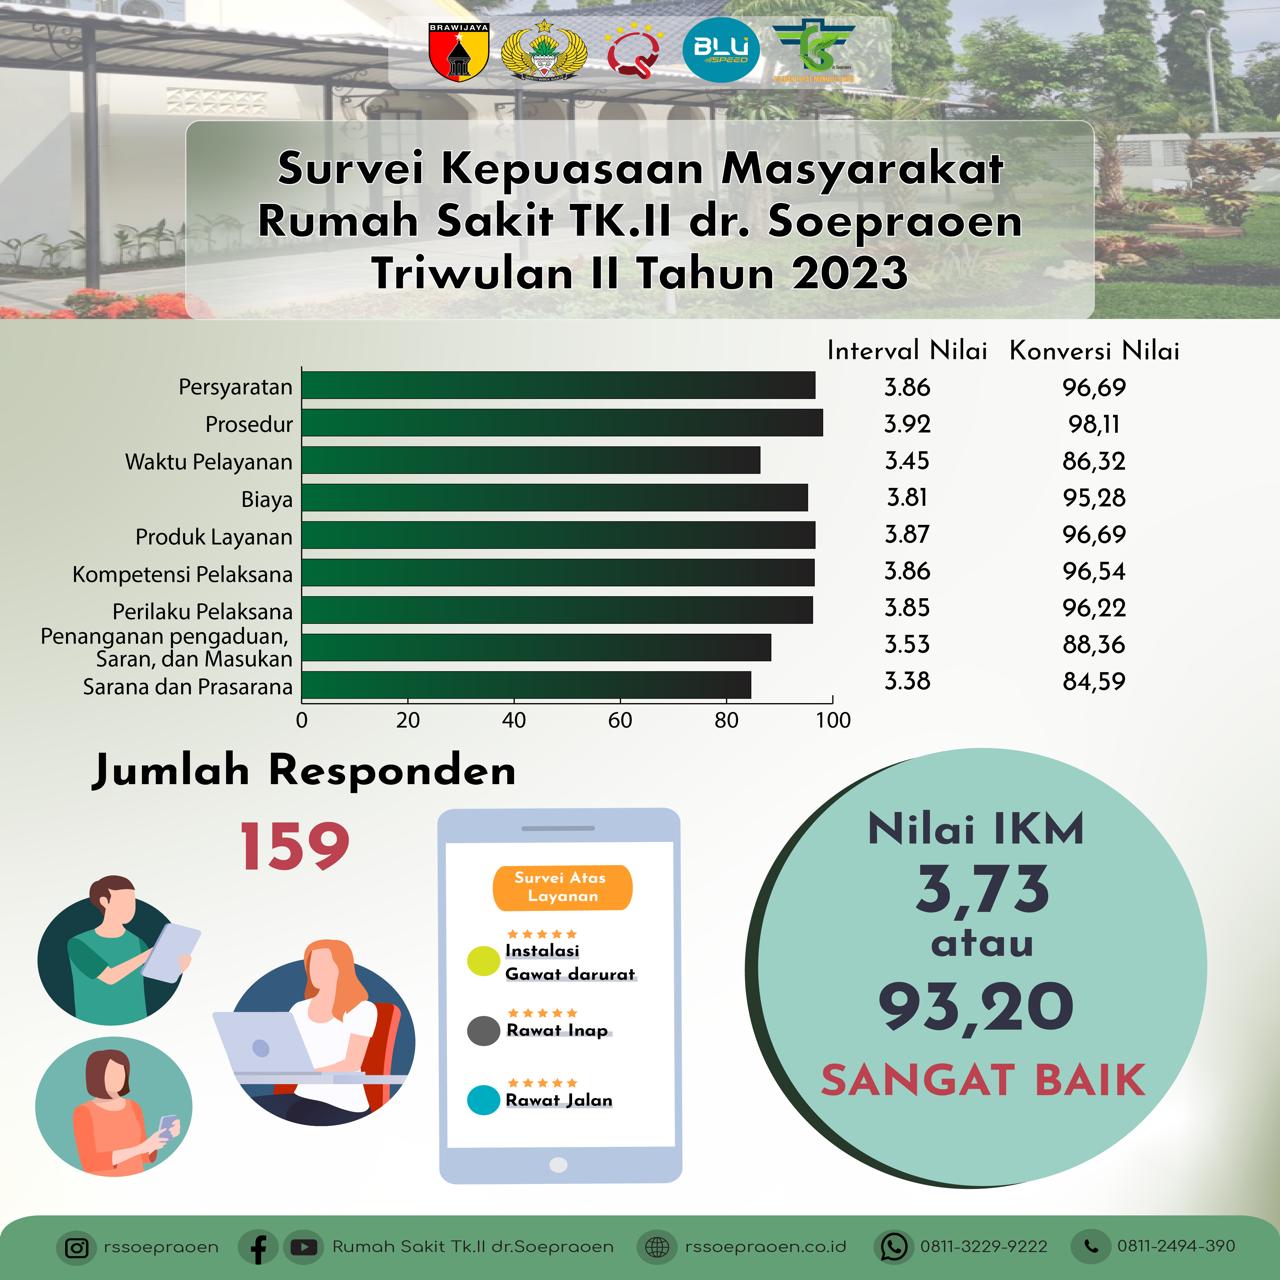 BRAWIJAYA
BLU
SPEED
Survei Kepuasaan Masyarakat
Rumah Sakit TK.II dr. Soepraoen
Triwulan II Tahun 2023
Interval Nilai Konversi Nilai
Persyaratan 3.86 96,69
Prosedur 3.92 98,11
Waktu Pelayanan 3.45 86,32
Biaya 3.81 95,28
Produk Layanan 3.87 96,69
Kompetensi Pelaksana 3.86 96,54
Perilaku Pelaksana 3.85 96,22
Penanganan pengaduan,
Saran, dan Masukan 3.53 88,36
Sarana dan Prasarana 3.38 84,59
0 20 40 60 80 100
Jumlah Responden
159
Survei Atas
Layanan
Instalasi
Gawat darurat
Rawat Inap
Rawat Jalan
Nilai IKM
3,73
atau
93,20
SANGAT BAIK
rssoepraoen Rumah Sakit Tk.II dr.Soepraoen rssoepraoen.co.id 0811-3229-9222 0811-2494-390